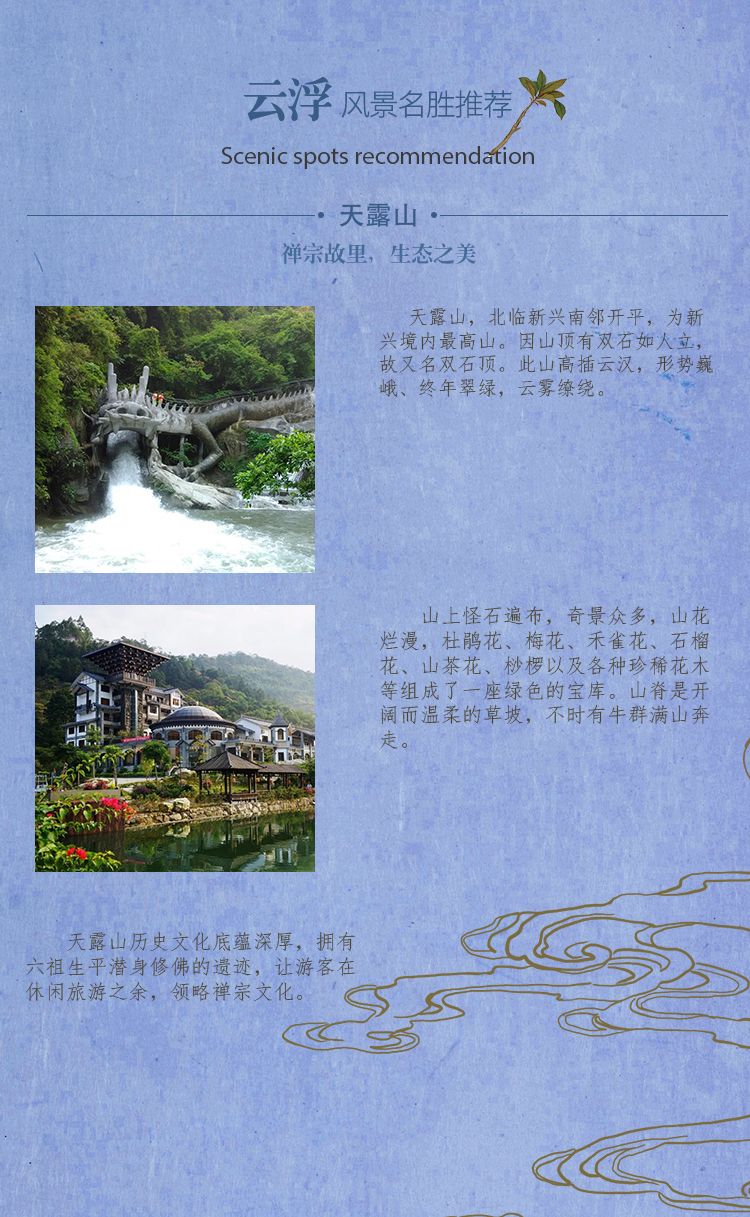 云浮 风景名胜推荐
Scenic spots recommendation
天露山
禅宗故里，生态之美
天露山，北临新兴南邻开平，为新
兴境内最高山。因山顶有双石如人立，
故又名双石顶。此山高插云汉，形势巍
峨、终年翠绿，云雾缭绕。
山上怪石遍布，奇景众多，山花
烂漫，杜鹃花、梅花、禾雀花、石榴
花、山茶花、桫椤以及各种珍稀花木
等组成了一座绿色的宝库。山脊是开
阔而温柔的草坡，不时有牛群满山奔
走。
天露山历史文化底蕴深厚，拥有
六祖生平潜身修佛的遗迹，让游客在
休闲旅游之余，领略禅宗文化。